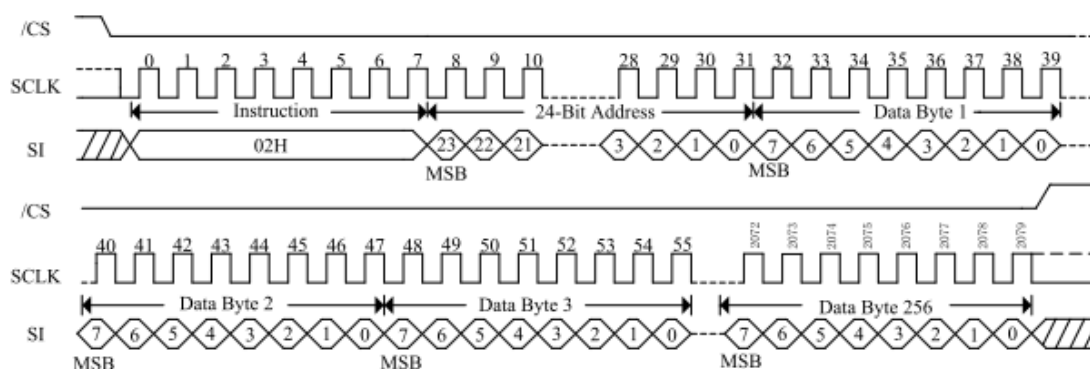 /CS
0 1 2 3 4 5 6 7 8 9 10 28 29 30 31 32 33 34 35 36 37 38 39
SCLK
Instruction 24-Bit Address Data Byte 1
SI 02H 23 22 21 3 2 1 0 7 6 5 4 3 2 1 0
MSB MSB
/CS
40 41 42 43 44 45 46 47 48 49 50 51 52 53 54 55 2072 2073 2074 2075 2076 2077 2078 2079
SCLK
Data Byte 2 Data Byte 3 Data Byte 256
SI 7 6 5 4 3 2 1 0 7 6 5 4 3 2 1 0 7 6 5 4 3 2 1 0
MSB MSB MSB